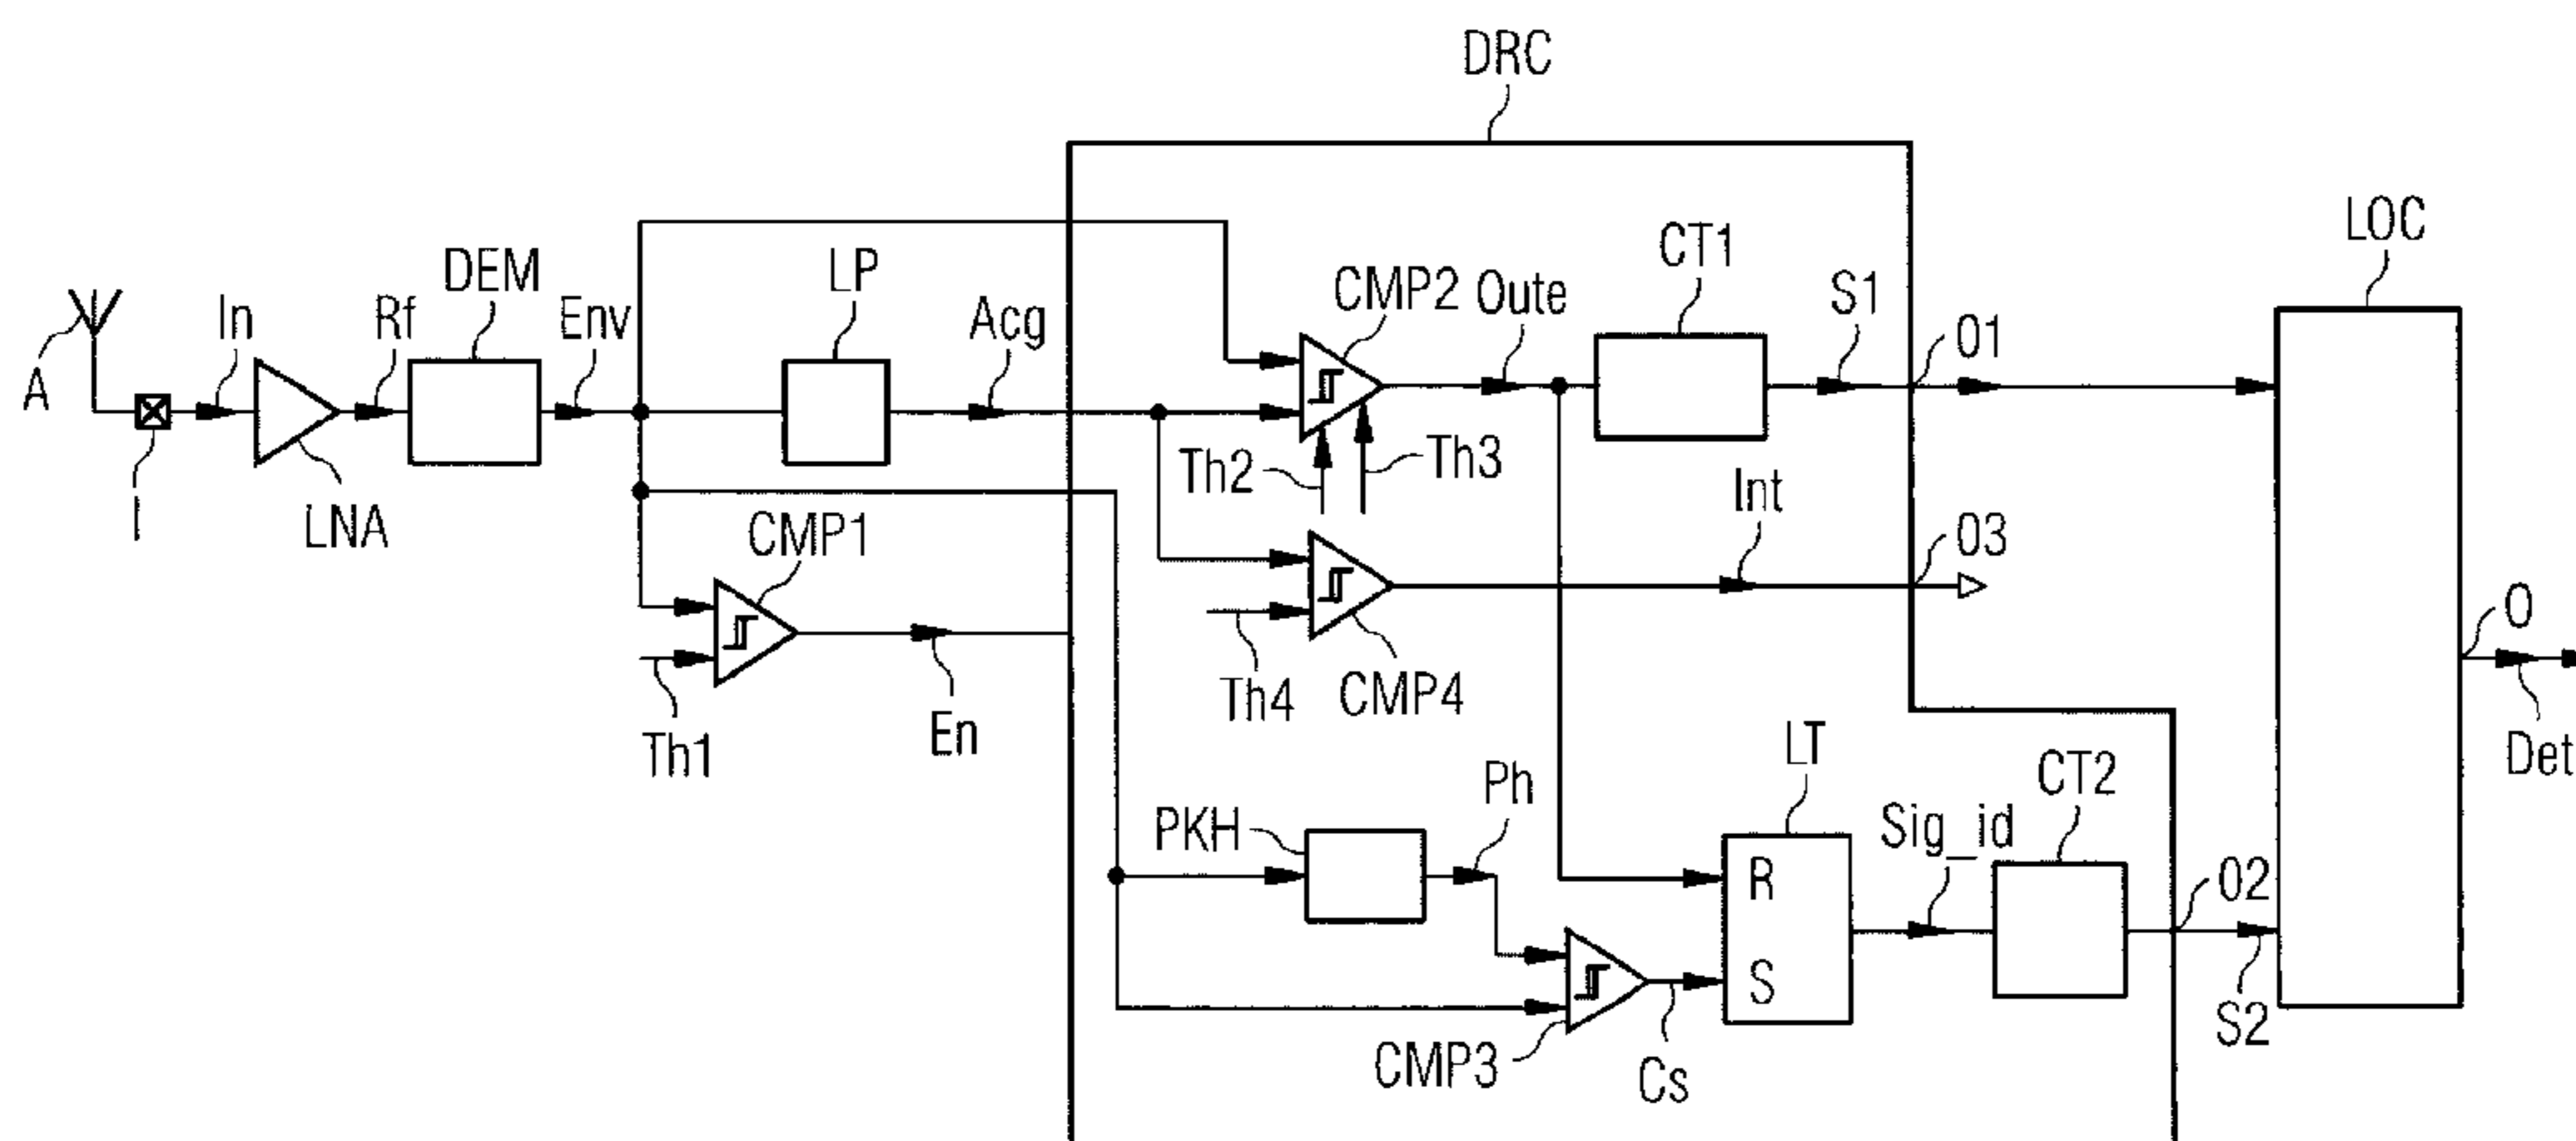 DRC
LOC
DEM
LP
CT1
CMP2
Oute
S1
In
Rf
Env
Acg
O1
A
Th2
Th3
Int
I
LNA
CMP1
O3
O
Th4
CMP4
En
Th1
LT
Det
Ph
CT2
PKH
Sig_id
R
O2
S
S2
CMP3
Cs